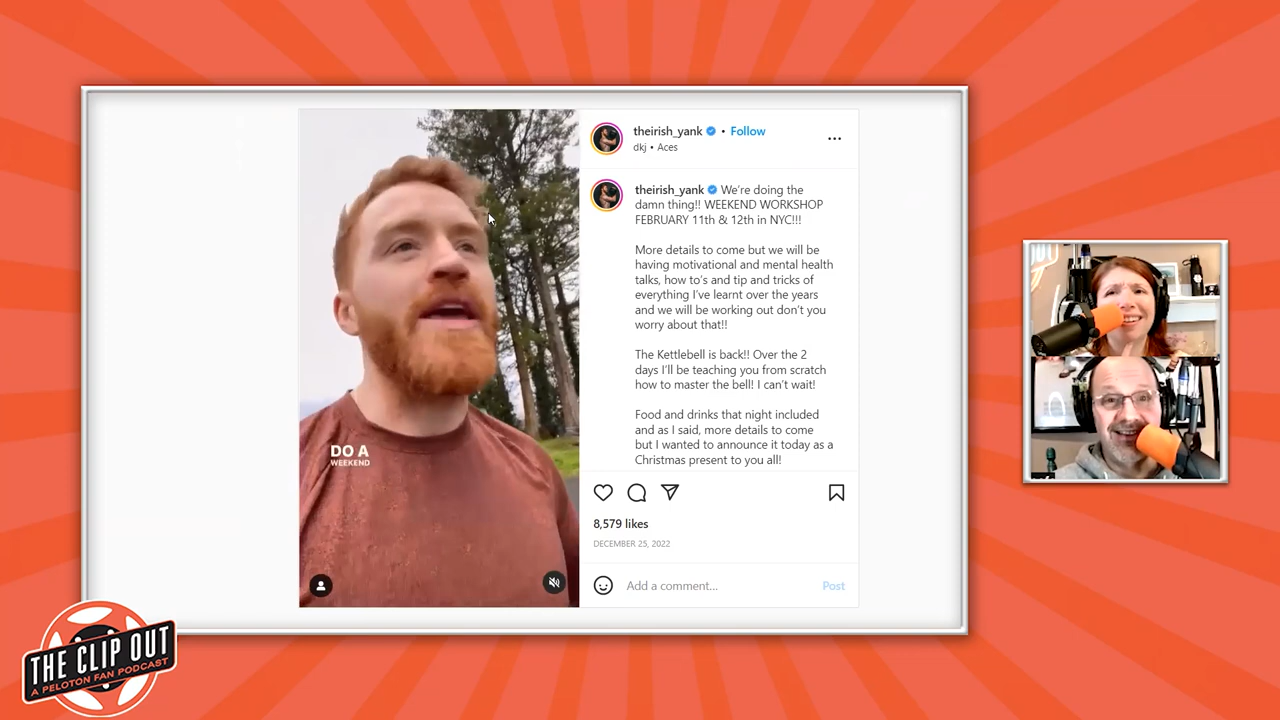 theirish_yank • Follow
dkj • Aces
theirish_yank We're doing the
damn thing!! WEEKEND WORKSHOP
FEBRUARY 11th & 12th in NYC!!!
More details to come but we will be
having motivational and mental health
talks, how to's and tip and tricks of
everything I've learnt over the years
and we will be working out don't you
worry about that!!
The Kettlebell is back!! Over the 2
days I'll be teaching you from scratch
how to master the bell! I can't wait!
Food and drinks that night included
and as I said, more details to come
but I wanted to announce it today as a
Christmas present to you all!
8,579 likes
DECEMBER 25, 2022
Add a comment...
Post
DO A
WEEKEND
THE CLIP OUT
A PELOTON FAN PODCAST